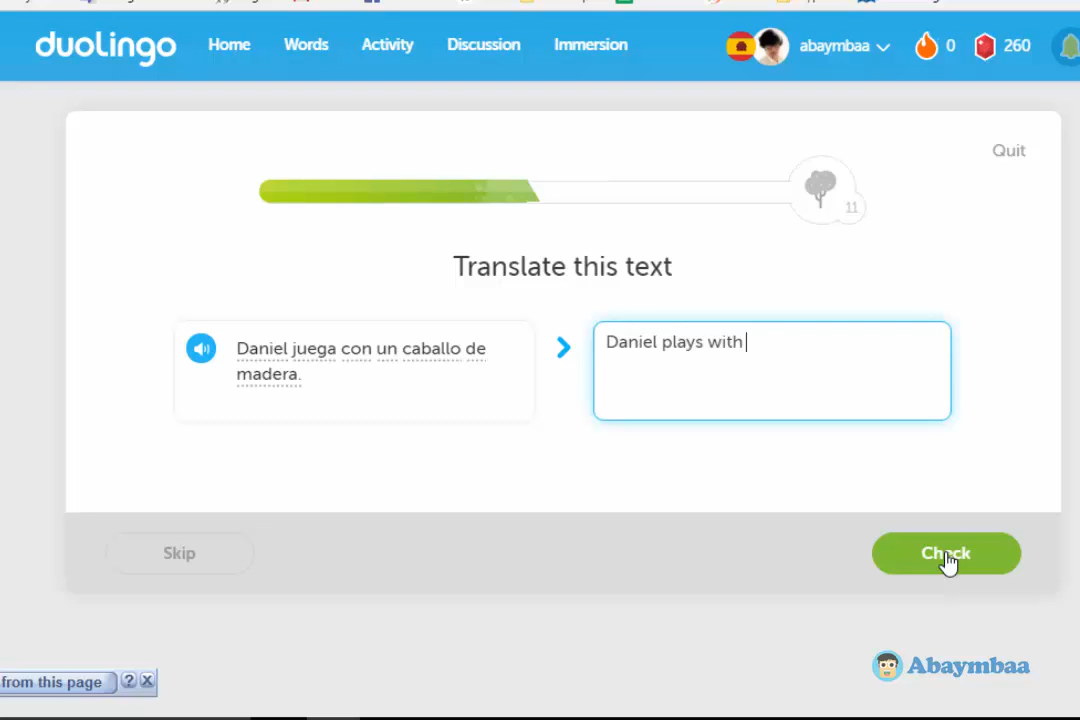 duolingo Home Words Activity Discussion Immersion abaymbaa 0 260
Quit
11
Translate this text
Daniel juega con un caballo de
madera.
Daniel plays with
Skip
Check
from this page ? X
Abaymbaa